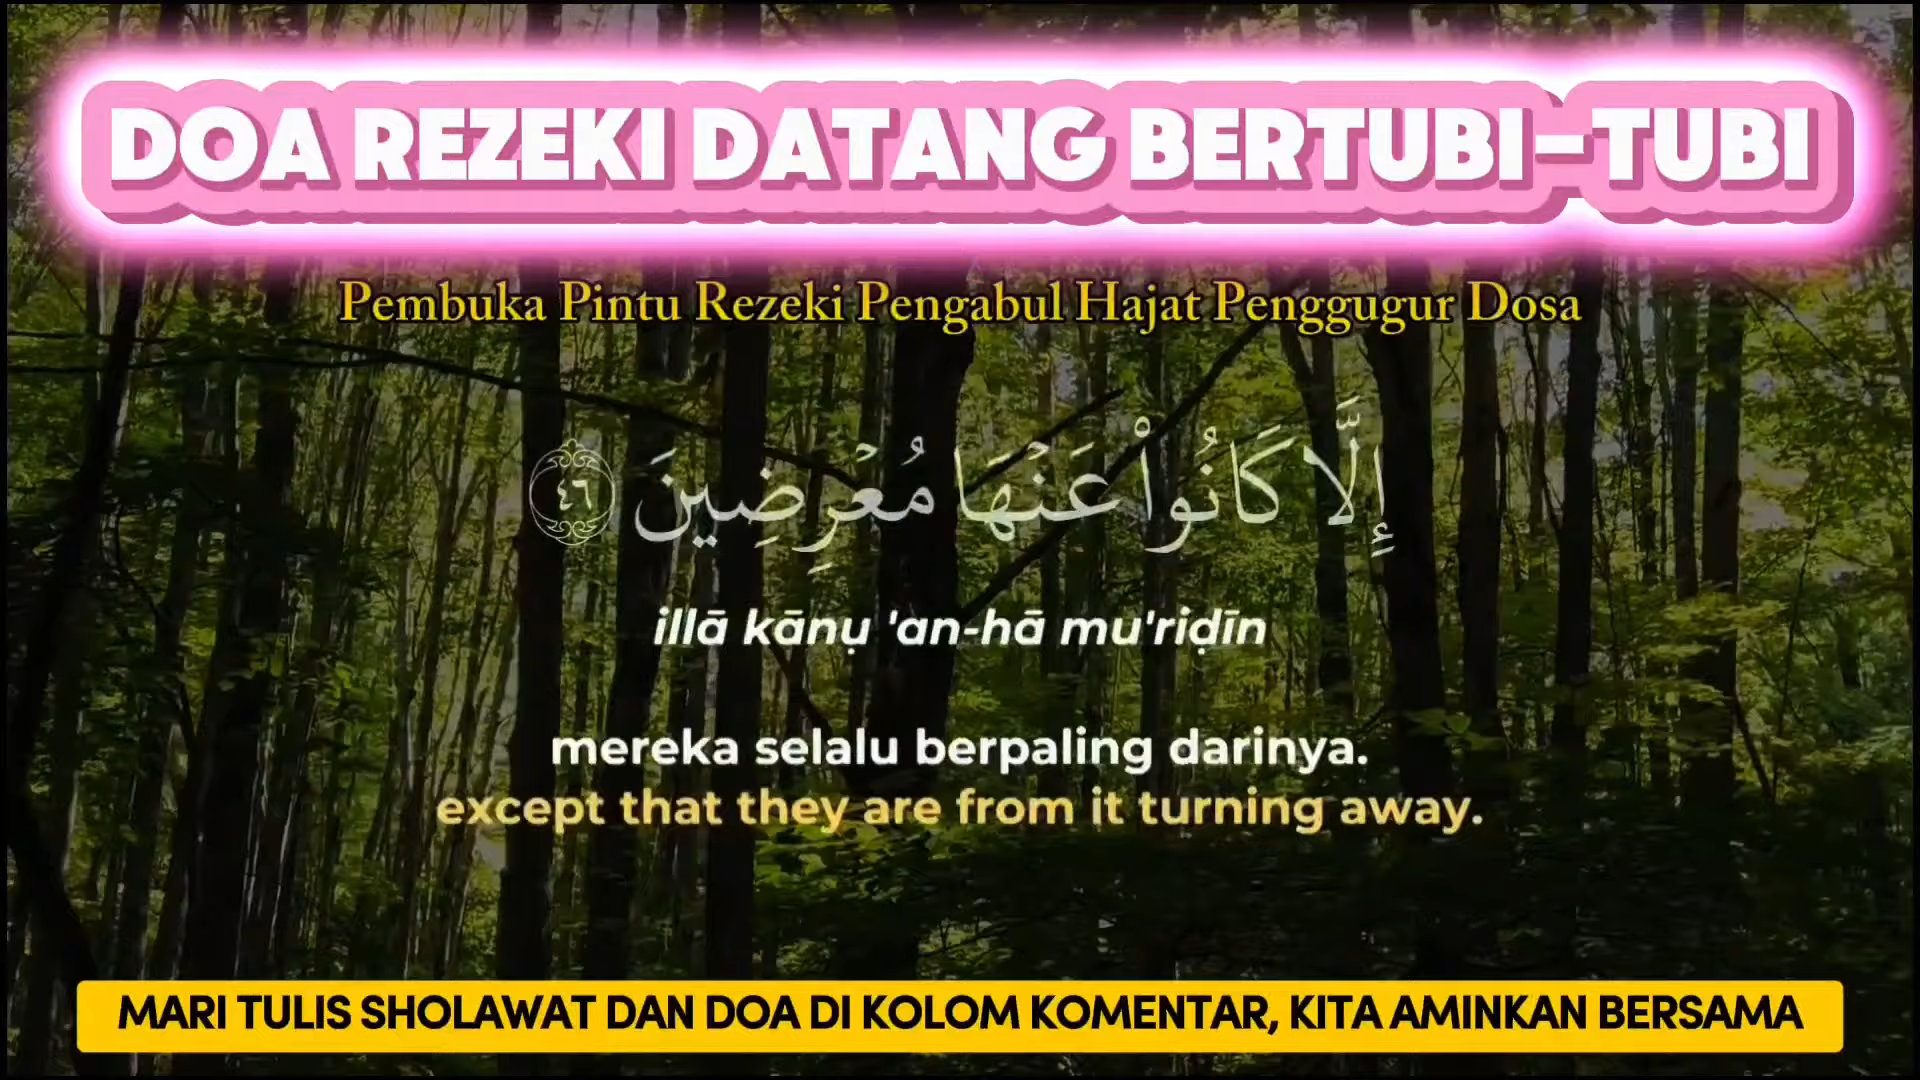 DOA REZEKI DATANG BERTUBI-TUBI
Pembuka Pintu Rezeki Pengabul Hajat Penggugur Dosa
إِلَّا كَانُوا۟ عَنْهَا مُعْرِضِينَ ٤٦
illā kānụ 'an-hā mu'riḍīn
mereka selalu berpaling darinya.
except that they are from it turning away.
MARI TULIS SHOLAWAT DAN DOA DI KOLOM KOMENTAR, KITA AMINKAN BERSAMA